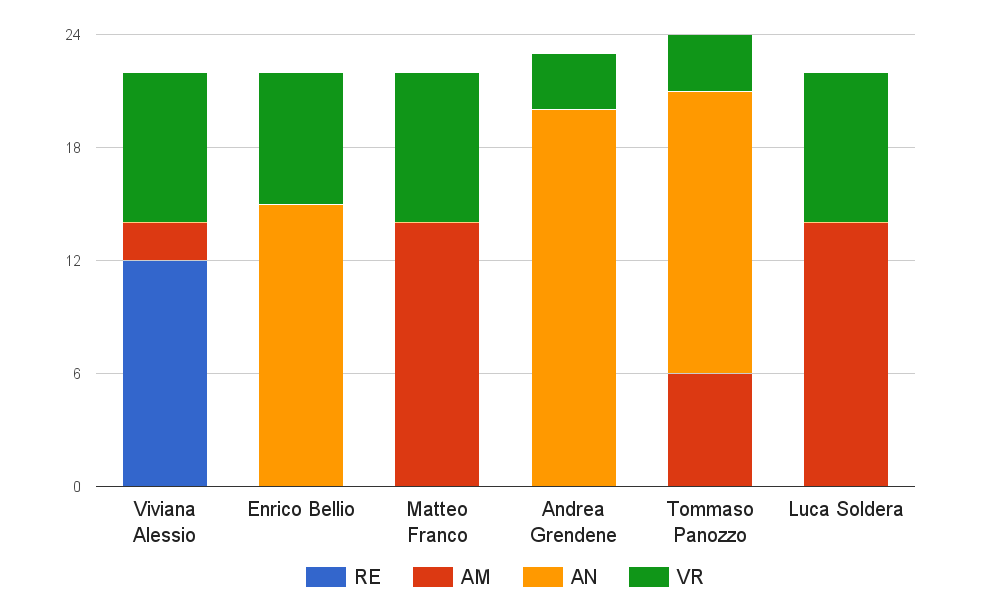 24
18
12
6
0
Viviana Alessio
Enrico Bellio
Matteo Franco
Andrea Grendene
Tommaso Panozzo
Luca Soldera
RE AM AN VR